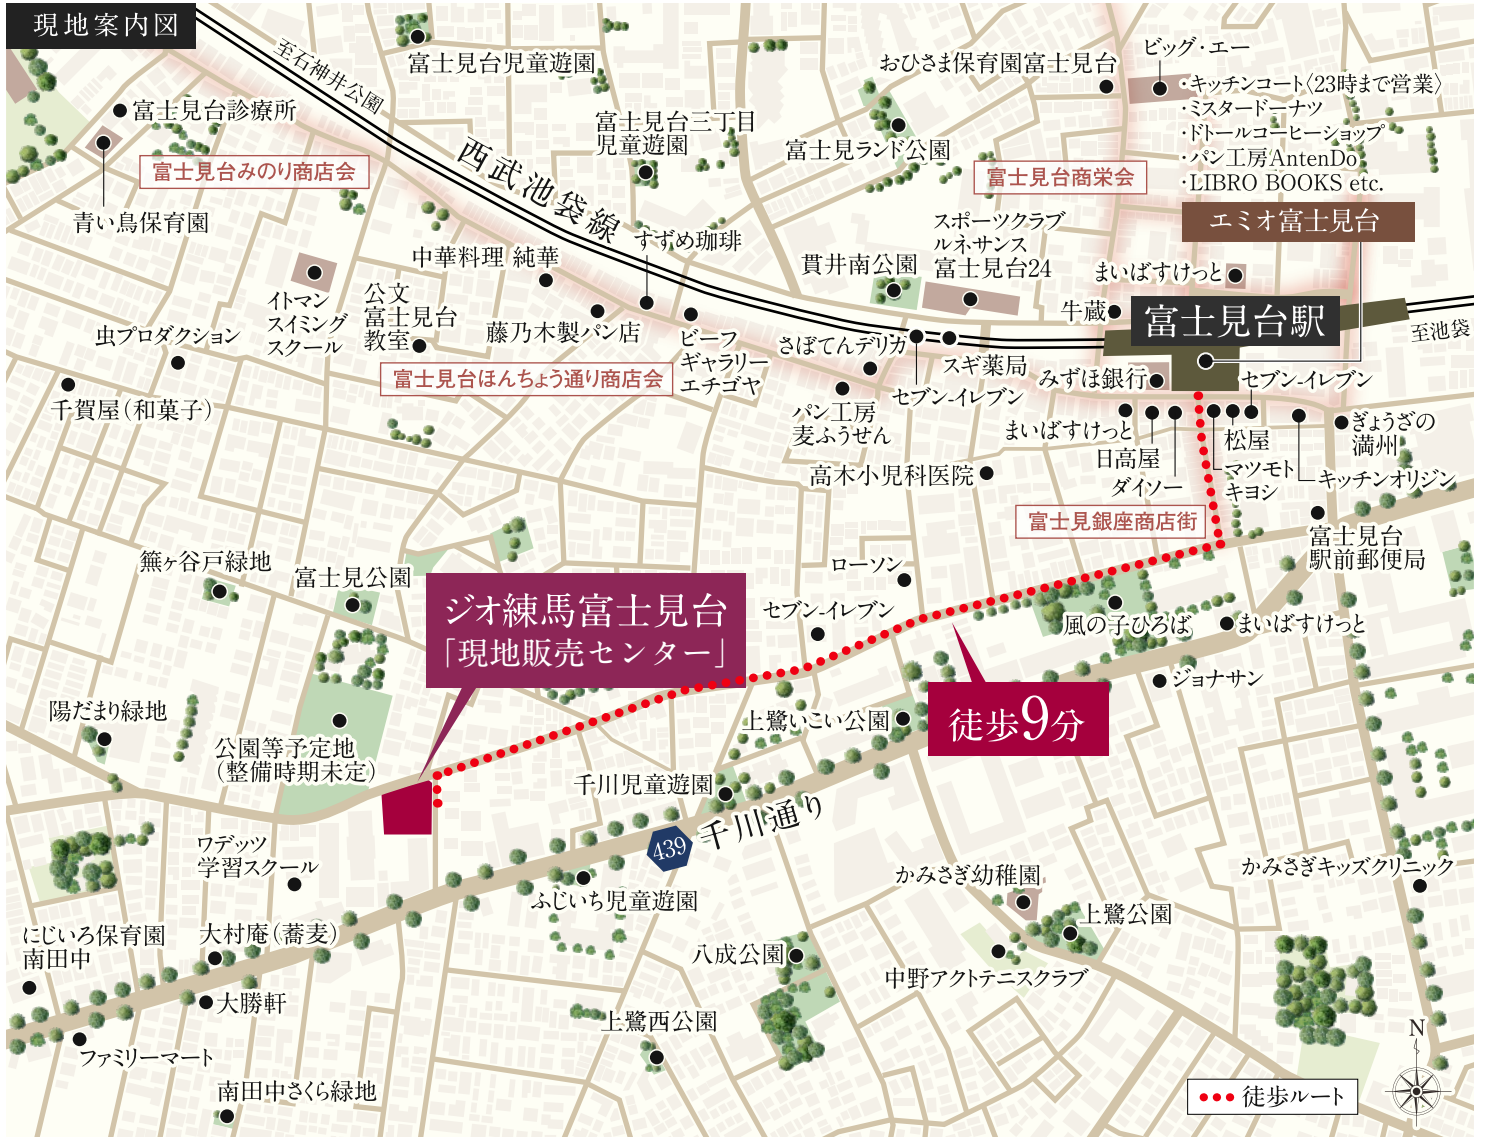 現地案内図
至石神井公園
富士見台児童遊園
おひさま保育園富士見台
ビッグ・エー
・キッチンコート〈23時まで営業〉
・ミスタードーナツ
・ドトールコーヒーショップ
・パン工房AntenDo
・LIBRO BOOKS etc.
エミオ富士見台
富士見台診療所
富士見台三丁目
児童遊園
富士見ランド公園
富士見台みのり商店会
富士見台商栄会
西武池袋線
青い鳥保育園
すずめ珈琲
スポーツクラブ
ルネサンス
富士見台24
中華料理 純華
貫井南公園
まいばすけっと
イトマン
スイミング
スクール
公文
富士見台
教室
牛蔵
富士見台駅
至池袋
虫プロダクション
藤乃木製パン店
ビーフ
ギャラリー
エチゴヤ
さぼてんデリカ
スギ薬局
みずほ銀行
セブン-イレブン
富士見台ほんちょう通り商店会
セブン-イレブン
千賀屋(和菓子)
パン工房
麦ふうせん
まいばすけっと
日高屋
ダイソー
松屋
マツモト
キヨシ
ぎょうざの
満州
キッチンオリジン
高木小児科医院
富士見銀座商店街
富士見台
駅前郵便局
無ヶ谷戸緑地
富士見公園
ローソン
ジオ練馬富士見台
「現地販売センター」
セブン-イレブン
風の子ひろば
まいばすけっと
ジョナサン
陽だまり緑地
上鷺いこい公園
徒歩9分
公園等予定地
(整備時期未定)
千川児童遊園
千川通り
439
ワデッツ
学習スクール
かみさぎ幼稚園
かみさぎキッズクリニック
ふじいち児童遊園
上鷺公園
にじいろ保育園
南田中
大村庵(蕎麦)
八成公園
中野アクトテニスクラブ
大勝軒
上鷺西公園
ファミリーマート
南田中さくら緑地
N
徒歩ルート